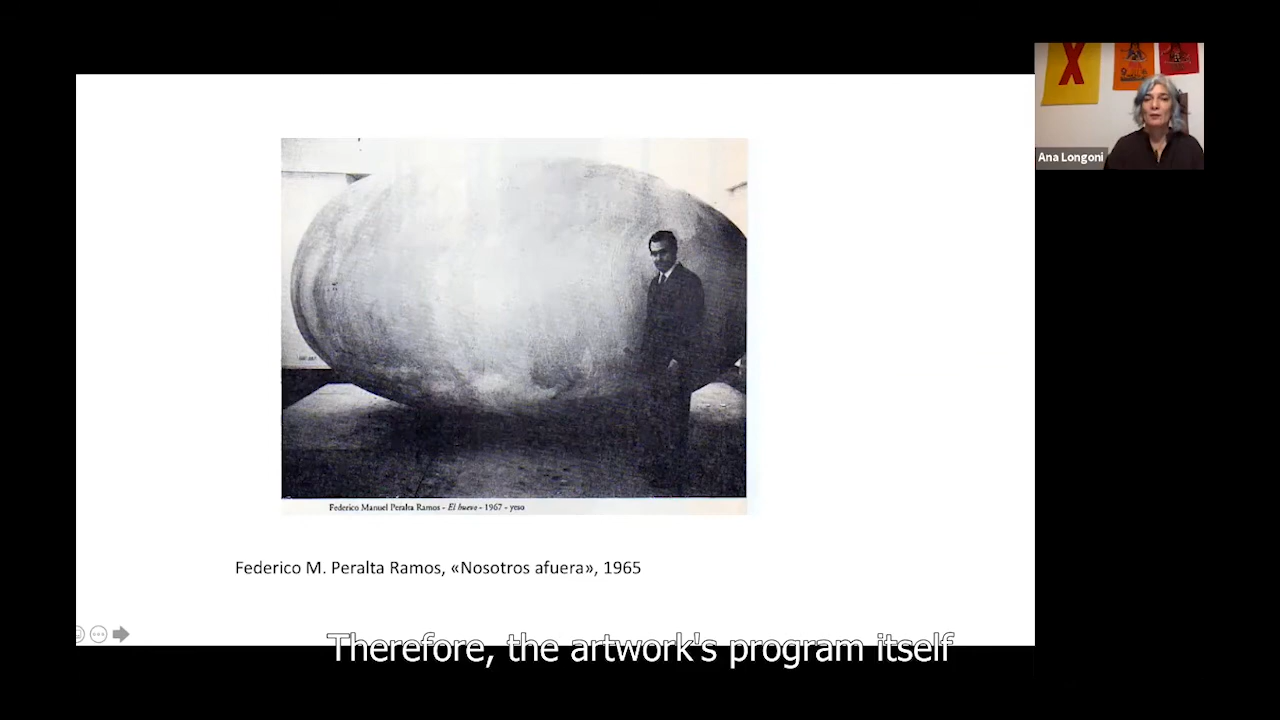 Ana Longoni
Federico Manuel Peralta Ramos - El huevo - 1967 - yeso
Federico M. Peralta Ramos, «Nosotros afuera», 1965
Therefore, the artwork's program itself